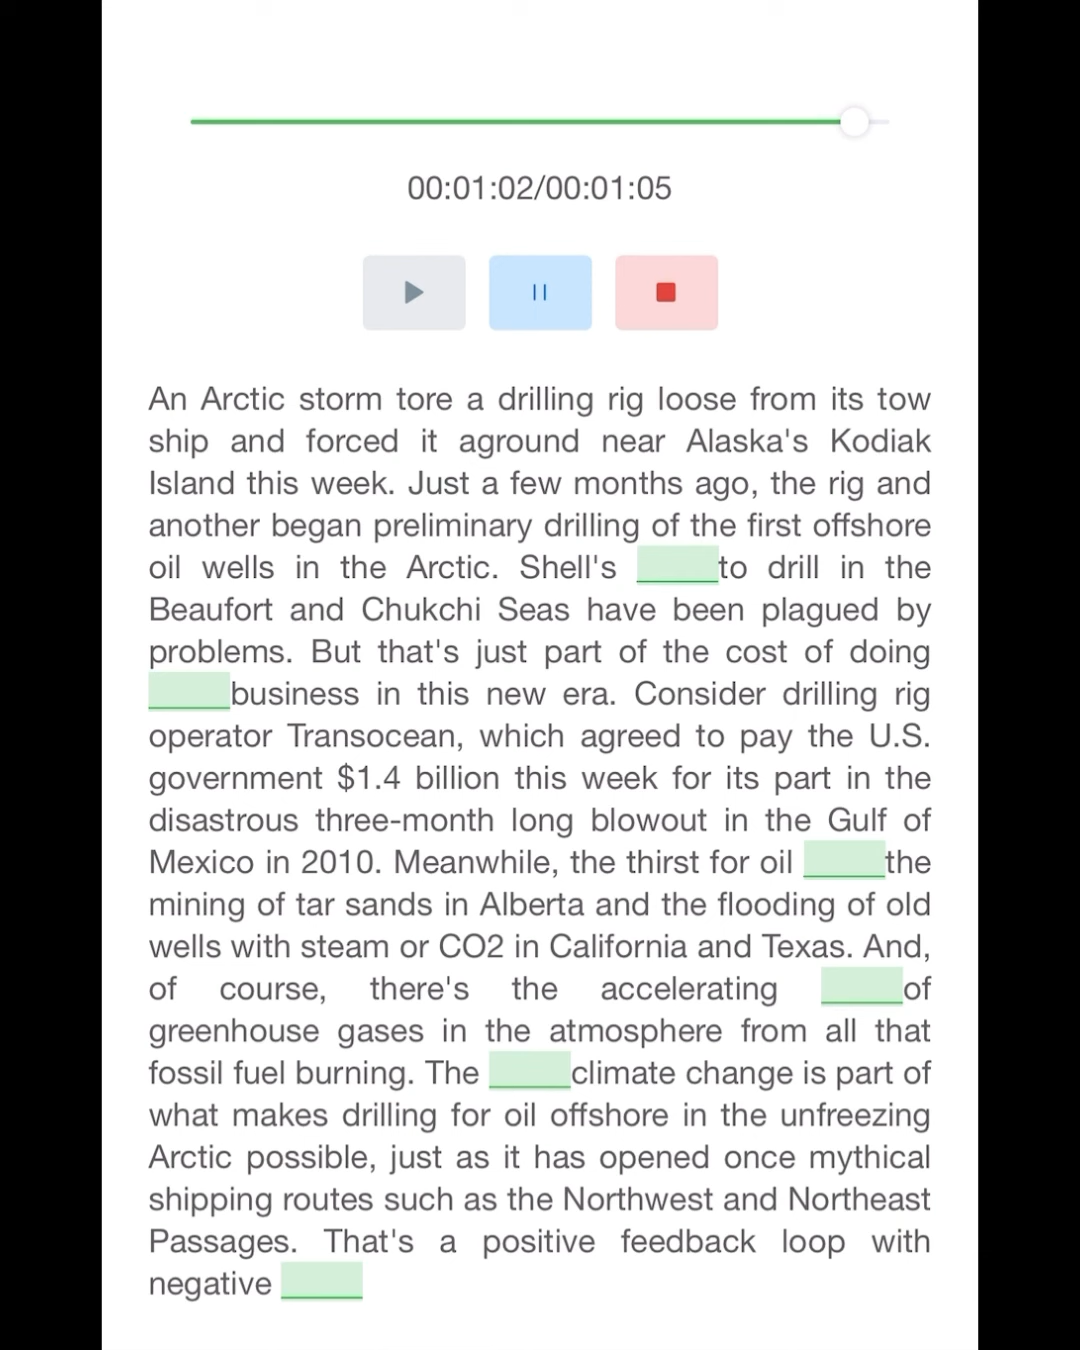 00:01:02/00:01:05
An Arctic storm tore a drilling rig loose from its tow
ship and forced it aground near Alaska's Kodiak
Island this week. Just a few months ago, the rig and
another began preliminary drilling of the first offshore
oil wells in the Arctic. Shell's to drill in the
Beaufort and Chukchi Seas have been plagued by
problems. But that's just part of the cost of doing
business in this new era. Consider drilling rig
operator Transocean, which agreed to pay the U.S.
government $1.4 billion this week for its part in the
disastrous three-month long blowout in the Gulf of
Mexico in 2010. Meanwhile, the thirst for oil the
mining of tar sands in Alberta and the flooding of old
wells with steam or CO2 in California and Texas. And,
of course, there's the accelerating of
greenhouse gases in the atmosphere from all that
fossil fuel burning. The climate change is part of
what makes drilling for oil offshore in the unfreezing
Arctic possible, just as it has opened once mythical
shipping routes such as the Northwest and Northeast
Passages. That's a positive feedback loop with
negative